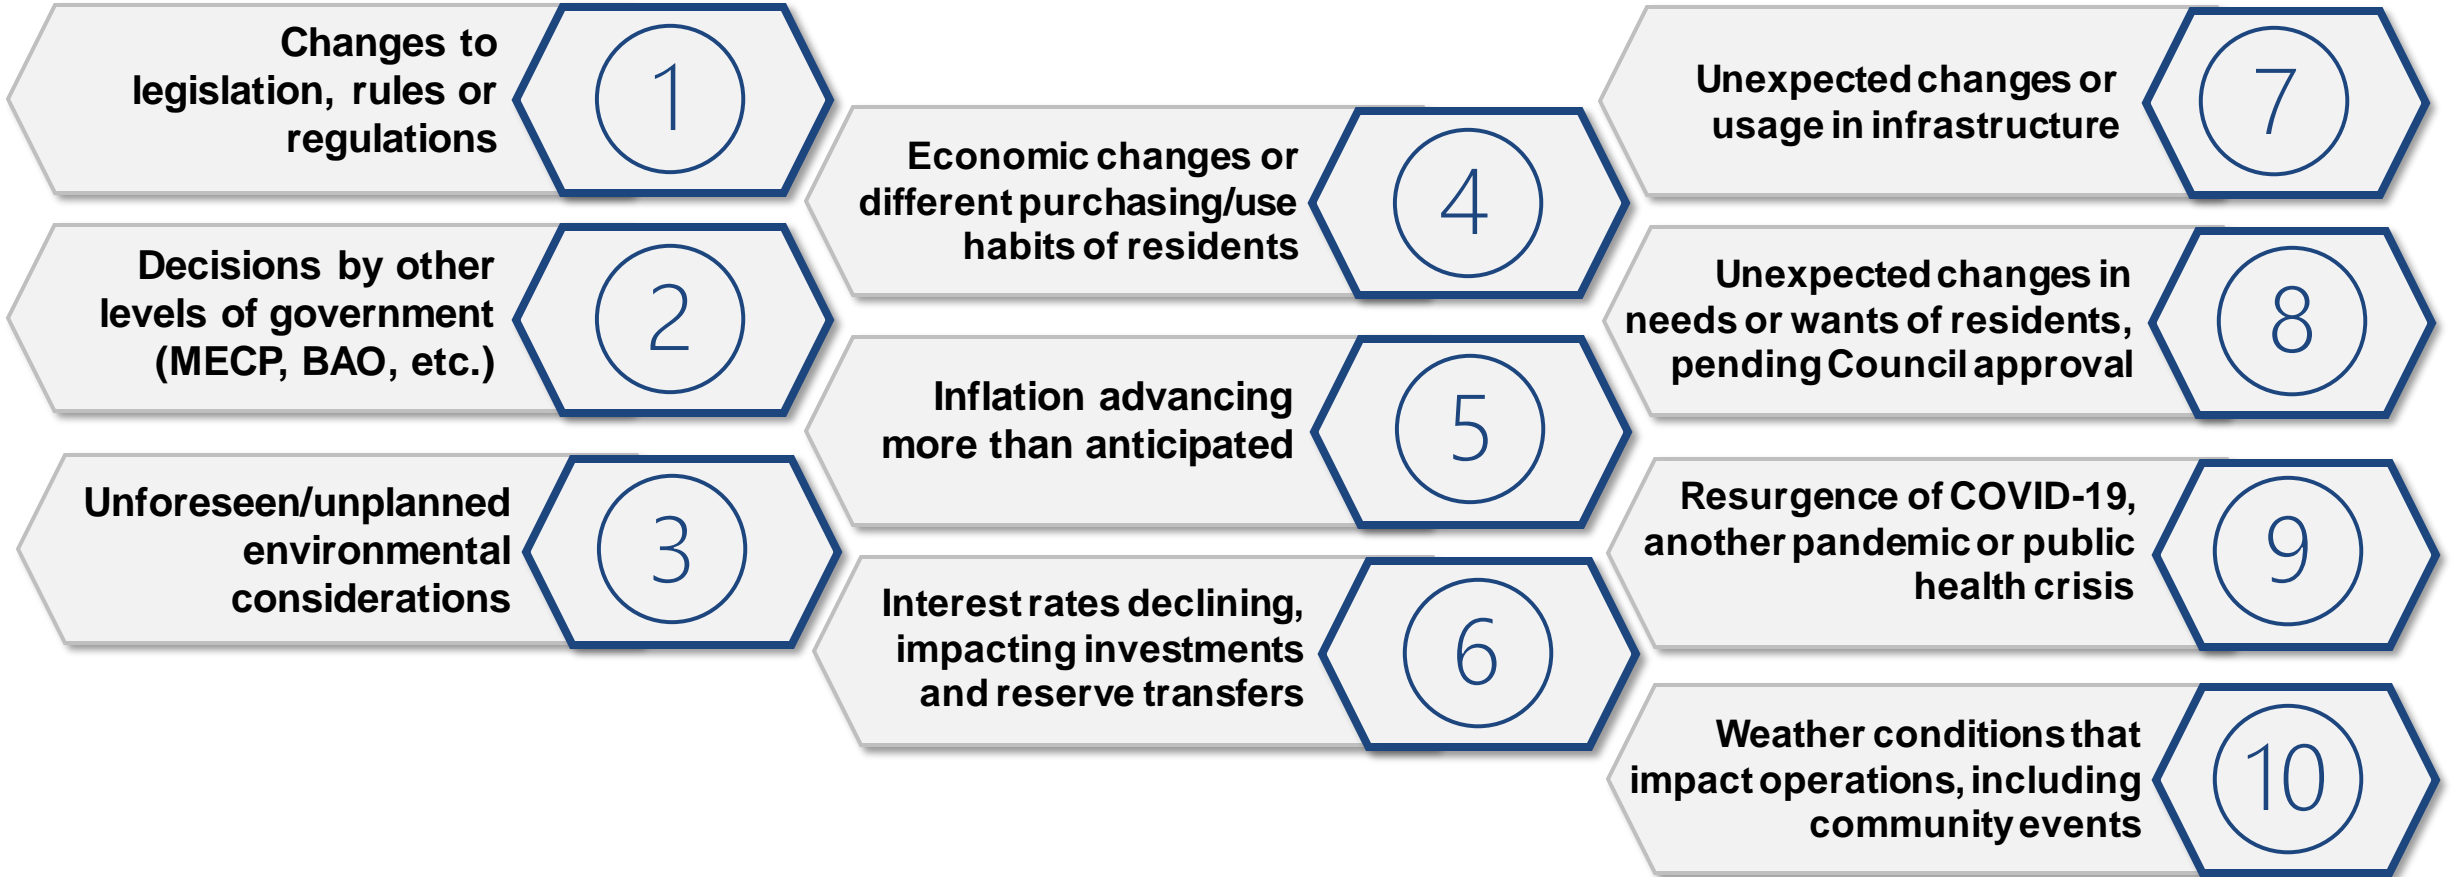 Changes to
legislation, rules or
regulations
1
Decisions by other
levels of government
(MECP, BAO, etc.)
2
Unforeseen/unplanned
environmental
considerations
3
Economic changes or
different purchasing/use
habits of residents
4
Inflation advancing
more than anticipated
5
Interest rates declining,
impacting investments
and reserve transfers
6
Unexpected changes or
usage in infrastructure
7
Unexpected changes in
needs or wants of residents,
pending Council approval
8
Resurgence of COVID-19,
another pandemic or public
health crisis
9
Weather conditions that
impact operations, including
community events
10